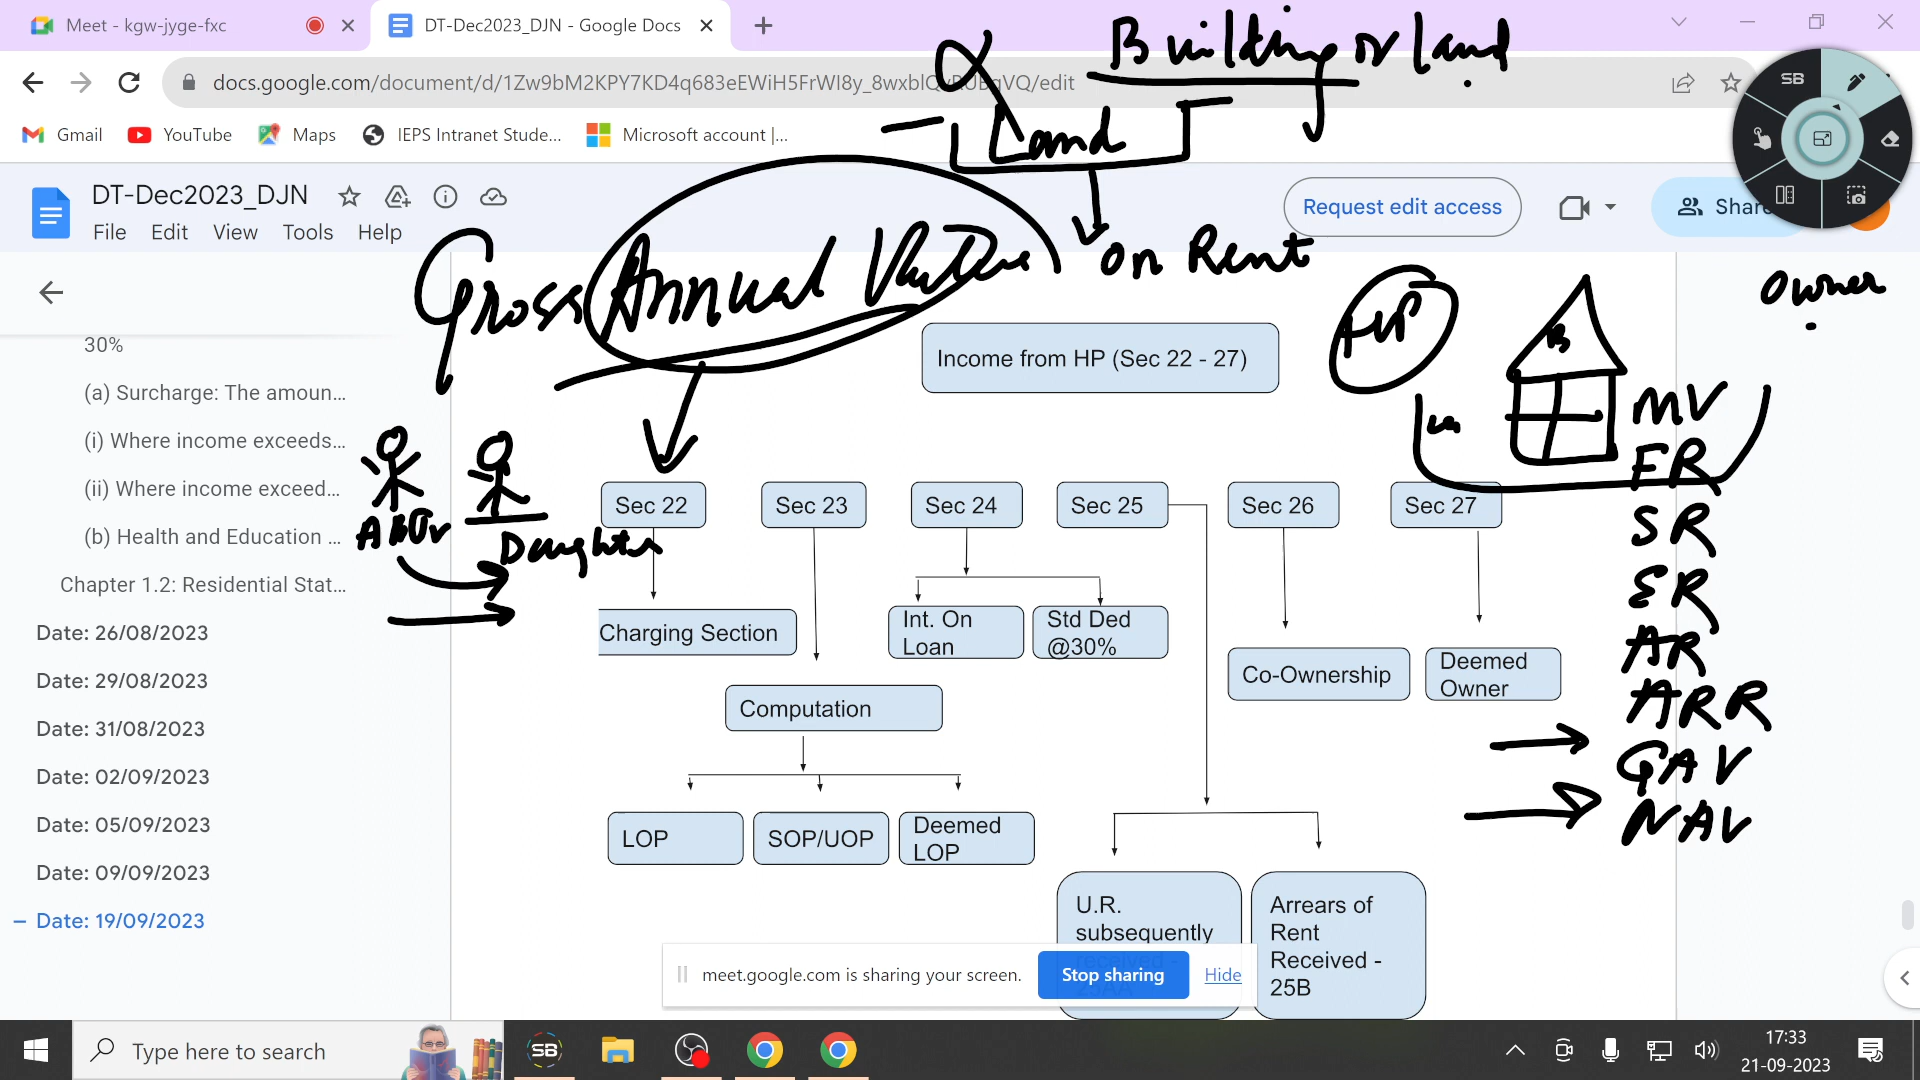 Meet - kgw-jyge-fxc
DT-Dec2023_DJN - Google Docs
Building or land
SB
Gmail
YouTube
Maps
IEPS Intranet Stude...
Microsoft account |...
Land
DT-Dec2023_DJN
Request edit access
File Edit View Tools Help
Gross Annual Value
on Rent
Owner
HP
B
Income from HP (Sec 22 - 27)
30%
(a) Surcharge: The amoun...
(i) Where income exceeds...
(ii) Where income exceed...
(b) Health and Education ...
Chapter 1.2: Residential Stat...
Date: 26/08/2023
Date: 29/08/2023
Date: 31/08/2023
Date: 02/09/2023
Date: 05/09/2023
Date: 09/09/2023
Date: 19/09/2023
Daughter
Sec 22
Sec 23
Sec 24
Sec 25
Sec 26
Sec 27
Charging Section
Int. On
Loan
Std Ded
@30%
Co-Ownership
Deemed
Owner
Computation
LOP
SOP/UOP
Deemed
LOP
U.R.
subsequently
Arrears of
Rent
Received -
25B
MV
FR
SR
ER
AR
ARR
GAV
NAV
meet.google.com is sharing your screen.
Stop sharing
Hide
Type here to search
SB
17:33
21-09-2023